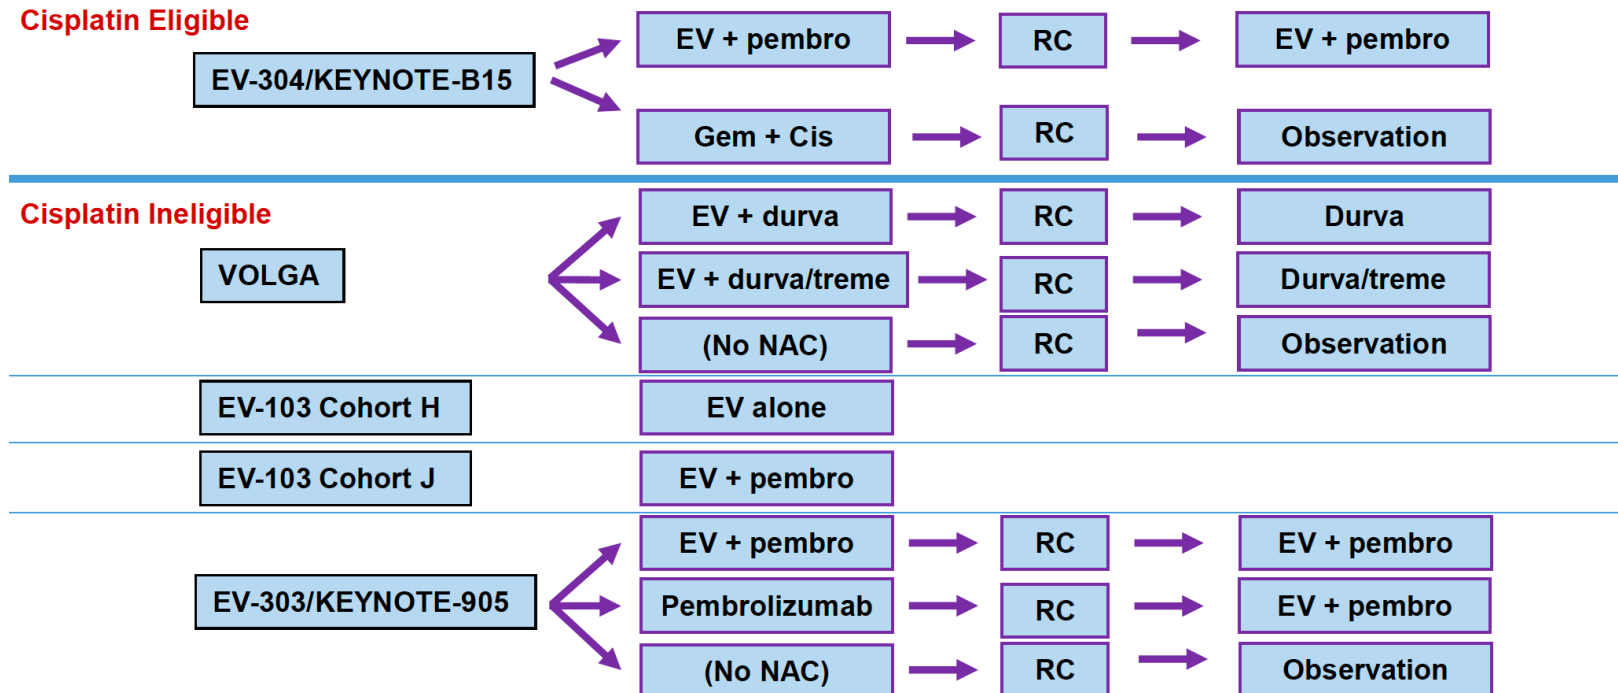 Cisplatin Eligible
EV-304/KEYNOTE-B15
EV + pembro
RC
EV + pembro
Gem + Cis
RC
Observation
Cisplatin Ineligible
VOLGA
EV + durva
RC
Durva
EV + durva/treme
RC
Durva/treme
(No NAC)
RC
Observation
EV-103 Cohort H
EV alone
EV-103 Cohort J
EV + pembro
EV-303/KEYNOTE-905
EV + pembro
RC
EV + pembro
Pembrolizumab
RC
EV + pembro
(No NAC)
RC
Observation